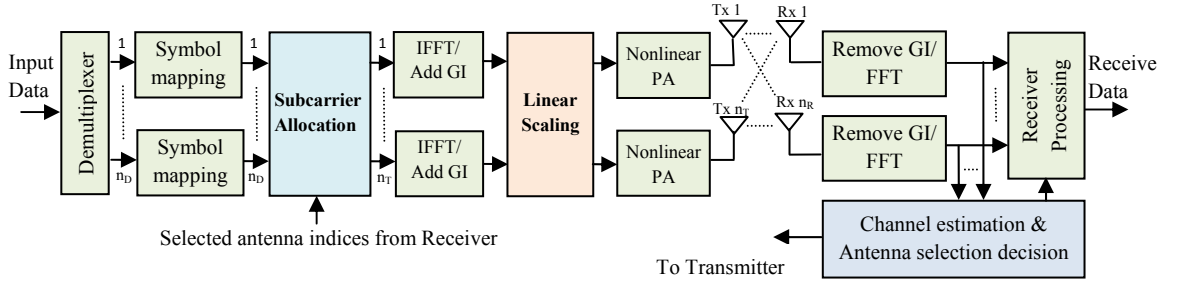 Input
Data
Demultiplexer
1
n_D
Symbol
mapping
Symbol
mapping
1
n_D
Subcarrier
Allocation
Selected antenna indices from Receiver
1
n_T
IFFT/
Add GI
IFFT/
Add GI
Linear
Scaling
Nonlinear
PA
Nonlinear
PA
Tx 1
Tx n_T
Rx 1
Rx n_R
Remove GI/
FFT
Remove GI/
FFT
Receiver
Processing
Receive
Data
Channel estimation &
Antenna selection decision
To Transmitter